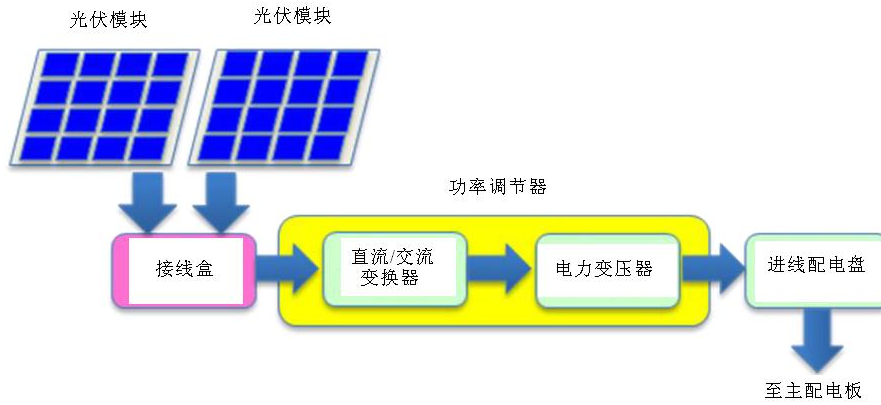 光伏模块
光伏模块
功率调节器
接线盒
直流/交流
变换器
电力变压器
进线配电盘
至主配电板